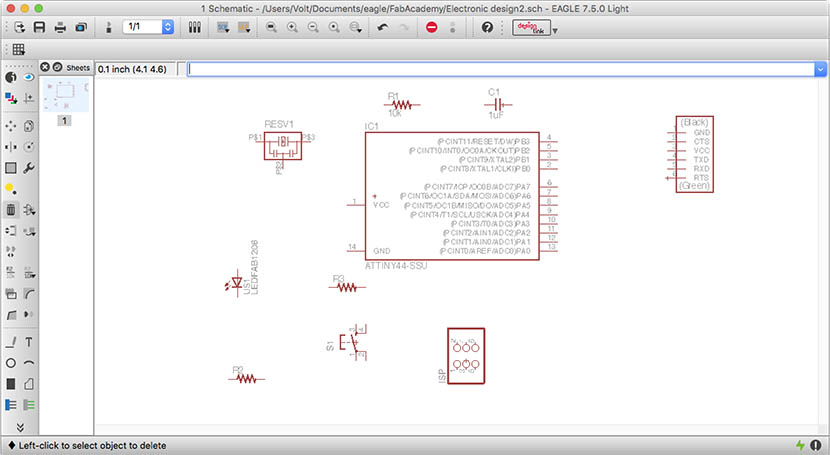 1 Schematic - /Users/Volt/Documents/eagle/FabAcademy/Electronic design2.sch - EAGLE 7.5.0 Light
1/1
design
link
Sheets
0.1 inch (4.1 4.6)
1
R1
10k
C1
1uF
RESV1
P$1
P$3
P$2
IC1
(PCINT11/RESET/DW)PB3
4
(PCINT10/INT0/OC0A/CKOUT)PB2
5
(PCINT9/XTAL2)PB1
3
(PCINT8/XTAL1/CLKI)PB0
2
(PCINT7/ICP/OC0B/ADC7)PA7
6
(PCINT6/OC1A/SDA/MOSI/ADC6)PA6
7
1
VCC
(PCINT5/OC1B/MISO/DO/ADC5)PA5
8
(PCINT4/T1/SCL/USCK/ADC4)PA4
9
(PCINT3/T0/ADC3)PA3
10
(PCINT2/AIN1/ADC2)PA2
11
(PCINT1/AIN0/ADC1)PA1
12
14
GND
(PCINT0/AREF/ADC0)PA0
13
ATTINY44-SSU
(Black)
GND
CTS
VCC
TXD
RXD
RTS
(Green)
LEDFAB1206
R3
S1
3
4
1
2
ISP
R2
Left-click to select object to delete